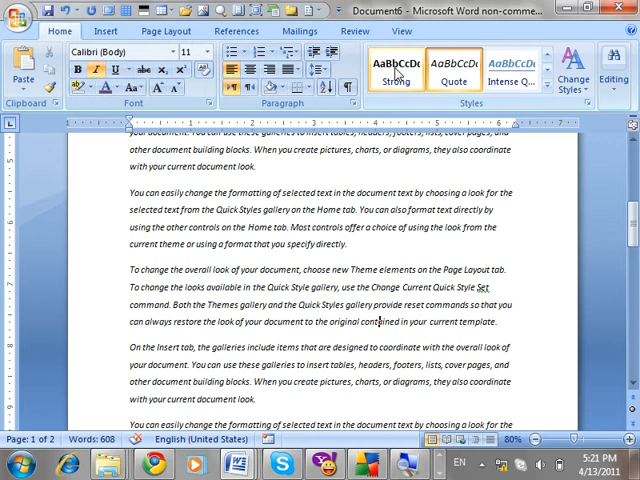 Document6 - Microsoft Word non-comme...
Home Insert Page Layout References Mailings Review View
Calibri (Body) 11
Paste
B I U abc x₂ x²
AaBbCcDc AaBbCcDc AaBbCcDc
Strong Quote Intense Q...
Change Styles
Editing
Clipboard Font Paragraph Styles
your document. You can use these galleries to insert tables, headers, footers, lists, cover pages, and
other document building blocks. When you create pictures, charts, or diagrams, they also coordinate
with your current document look.
You can easily change the formatting of selected text in the document text by choosing a look for the
selected text from the Quick Styles gallery on the Home tab. You can also format text directly by
using the other controls on the Home tab. Most controls offer a choice of using the look from the
current theme or using a format that you specify directly.
To change the overall look of your document, choose new Theme elements on the Page Layout tab.
To change the looks available in the Quick Style gallery, use the Change Current Quick Style Set
command. Both the Themes gallery and the Quick Styles gallery provide reset commands so that you
can always restore the look of your document to the original contained in your current template.
On the Insert tab, the galleries include items that are designed to coordinate with the overall look of
your document. You can use these galleries to insert tables, headers, footers, lists, cover pages, and
other document building blocks. When you create pictures, charts, or diagrams, they also coordinate
with your current document look.
You can easily change the formatting of selected text in the document text by choosing a look for the
Page: 1 of 2 Words: 608 English (United States) 80%
EN 5:21 PM
4/13/2011